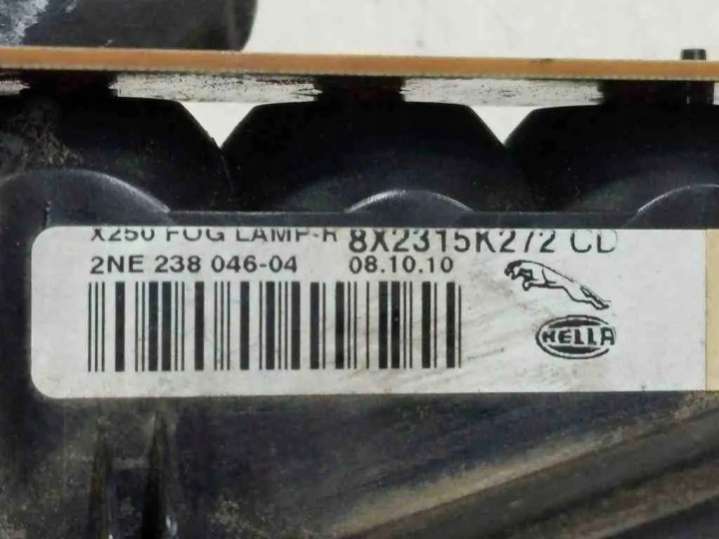 X250 FOG LAMP-R 8X2315K272 CD
2NE 238 046-04 08.10.10
HELLA